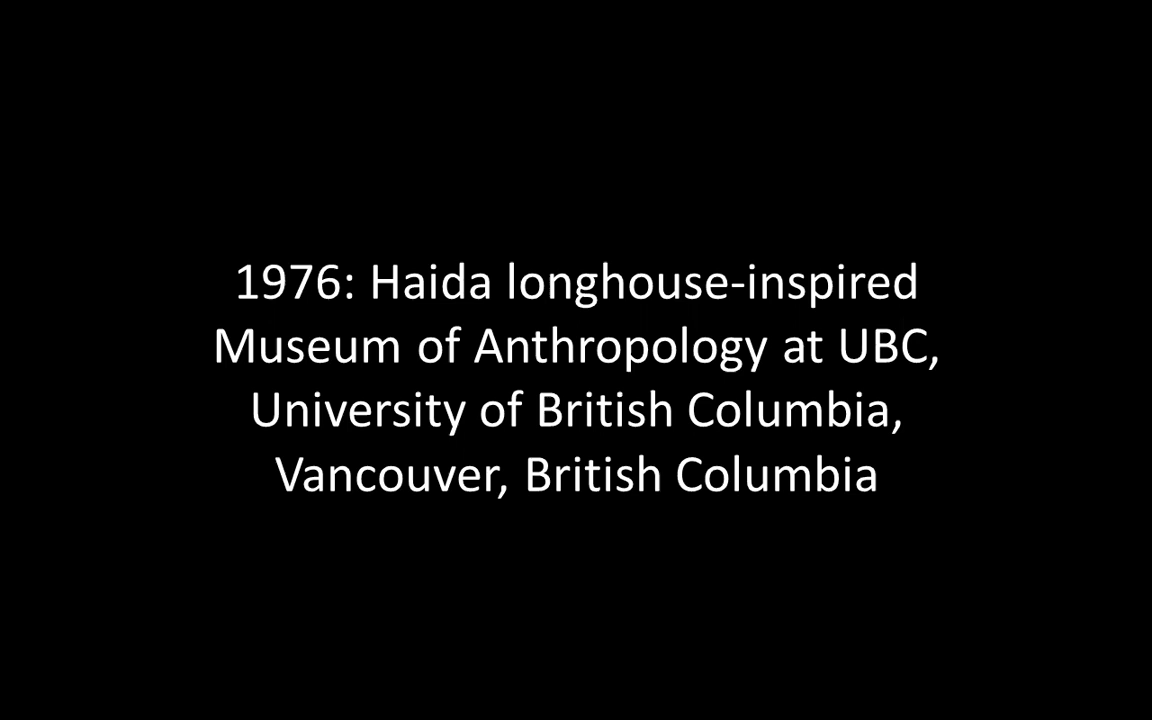 1976: Haida longhouse-inspired
Museum of Anthropology at UBC,
University of British Columbia,
Vancouver, British Columbia